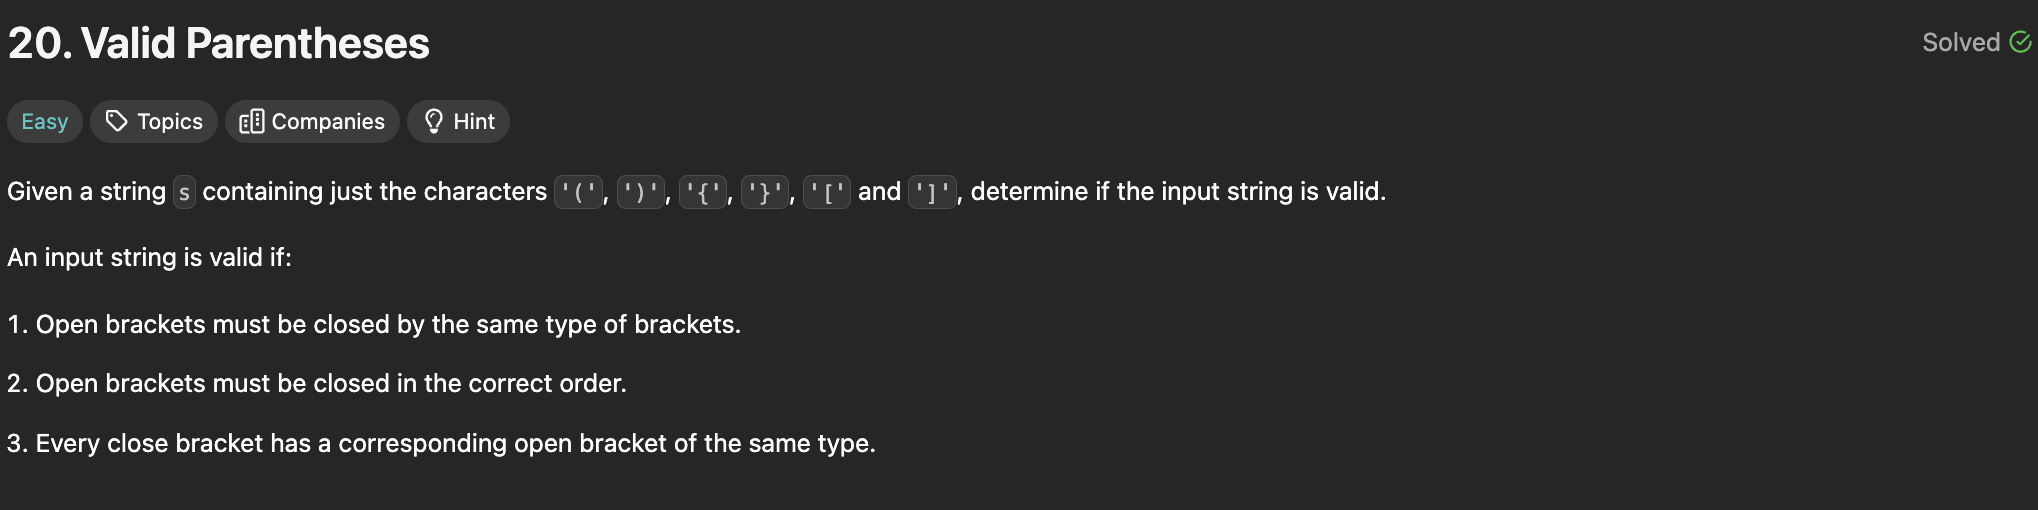 20. Valid Parentheses
Solved
Easy
Topics
Companies
Hint
Given a string s containing just the characters '(', ')', '{', '}', '[' and ']', determine if the input string is valid.
An input string is valid if:
1. Open brackets must be closed by the same type of brackets.
2. Open brackets must be closed in the correct order.
3. Every close bracket has a corresponding open bracket of the same type.